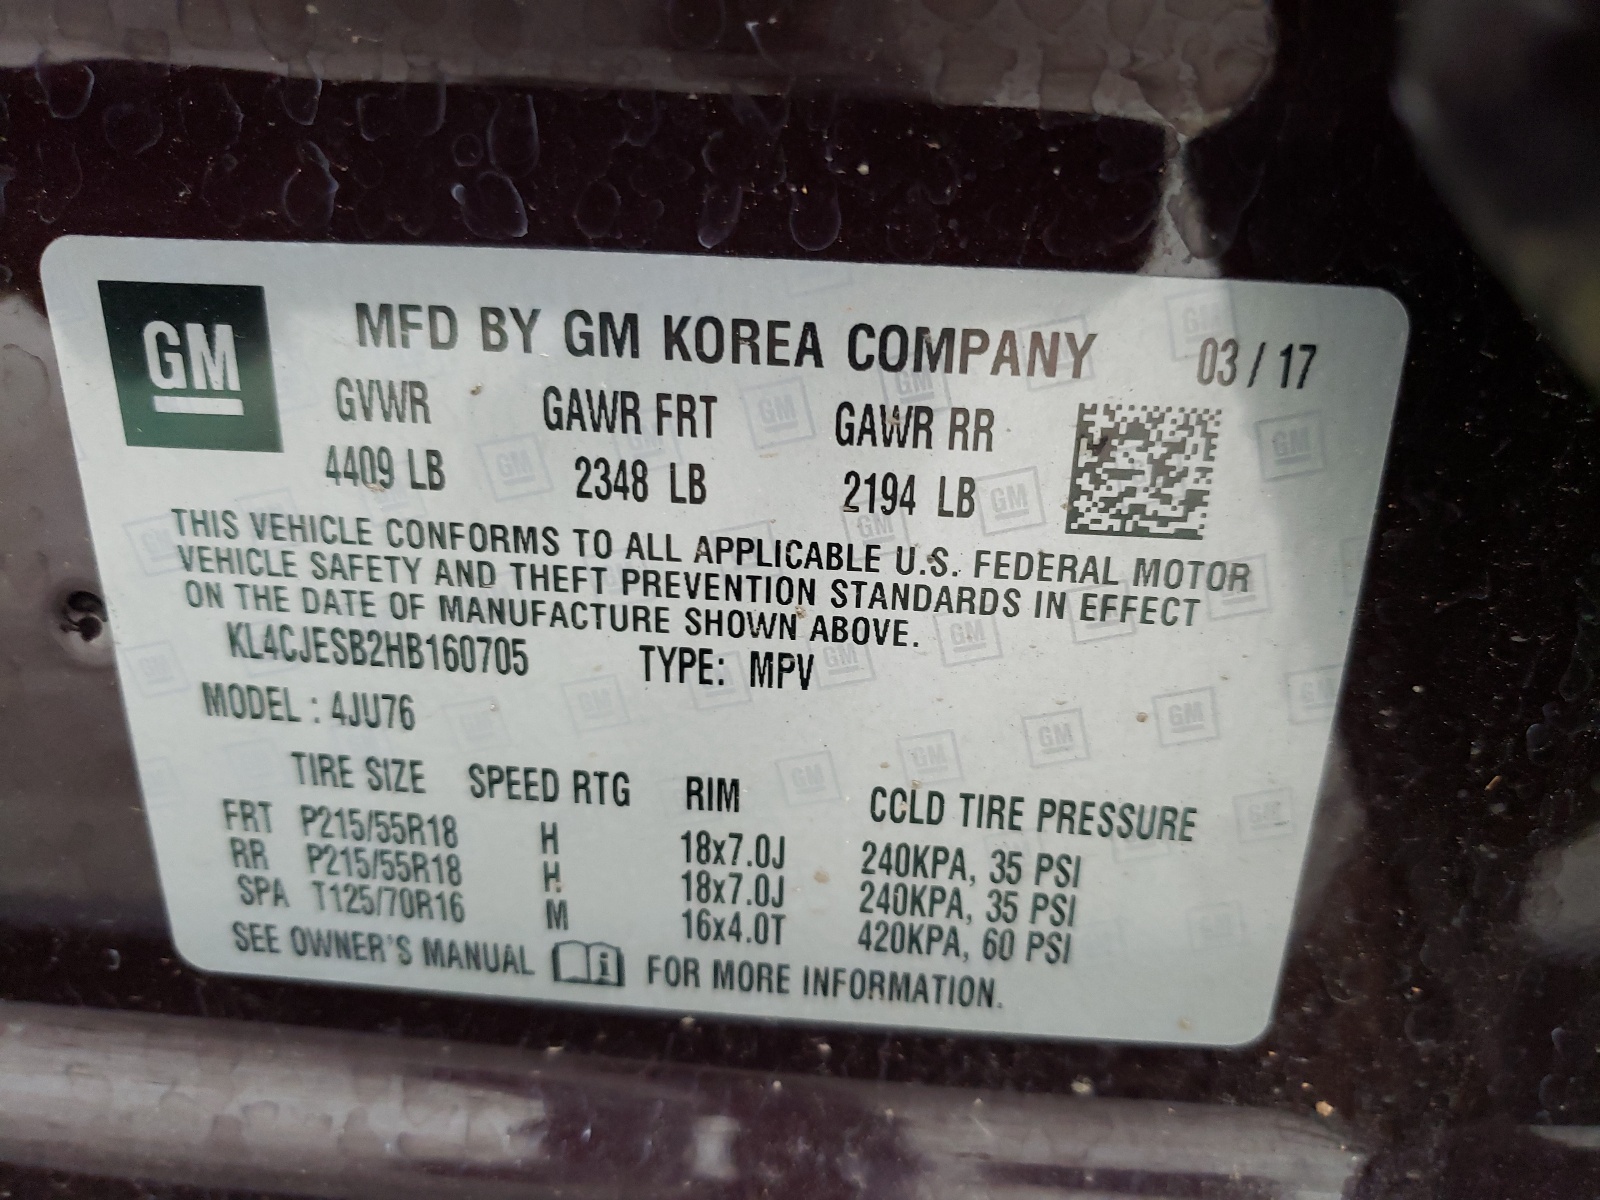 GM
MFD BY GM KOREA COMPANY 03 / 17
GVWR GAWR FRT GAWR RR
4409 LB 2348 LB 2194 LB
THIS VEHICLE CONFORMS TO ALL APPLICABLE U.S. FEDERAL MOTOR
VEHICLE SAFETY AND THEFT PREVENTION STANDARDS IN EFFECT
ON THE DATE OF MANUFACTURE SHOWN ABOVE.
KL4CJESB2HB160705 TYPE: MPV
MODEL : 4JU76
TIRE SIZE SPEED RTG RIM COLD TIRE PRESSURE
FRT P215/55R18 H 18x7.0J 240KPA, 35 PSI
RR P215/55R18 H 18x7.0J 240KPA, 35 PSI
SPA T125/70R16 M 16x4.0T 420KPA, 60 PSI
SEE OWNER'S MANUAL i FOR MORE INFORMATION.